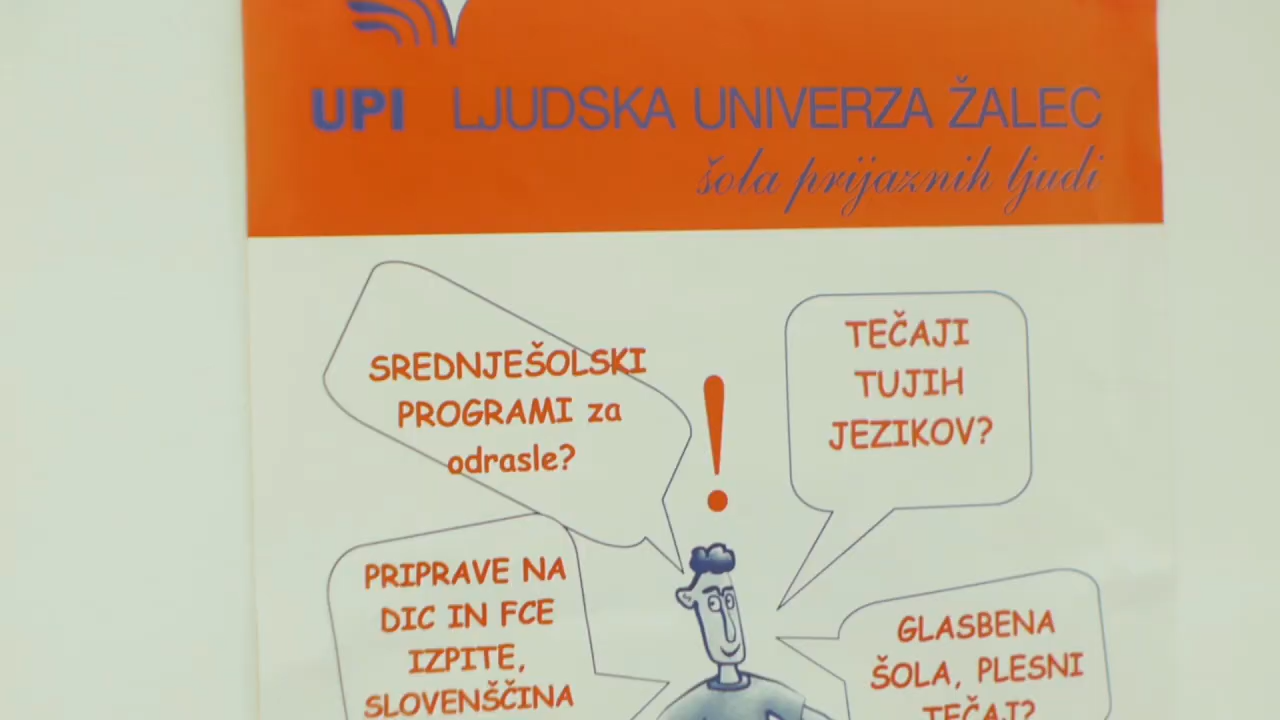 UPI LJUDSKA UNIVERZA ŽALEC
šola prijaznih ljudi
SREDNJEŠOLSKI
PROGRAMI za
odrasle?
!
TEČAJI
TUJIH
JEZIKOV?
PRIPRAVE NA
DIC IN FCE
IZPITE,
SLOVENŠČINA
GLASBENA
ŠOLA, PLESNI
TEČAJ?